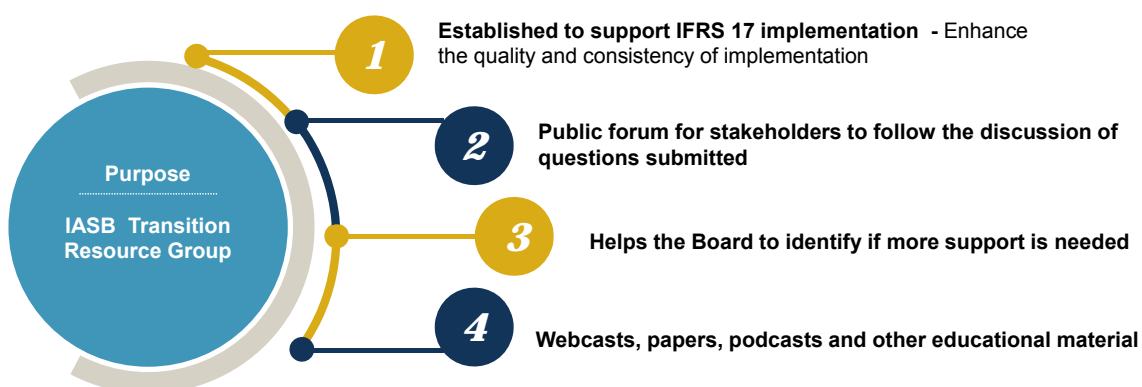 Purpose
IASB Transition
Resource Group
1
Established to support IFRS 17 implementation - Enhance
the quality and consistency of implementation
2
Public forum for stakeholders to follow the discussion of
questions submitted
3
Helps the Board to identify if more support is needed
4
Webcasts, papers, podcasts and other educational material